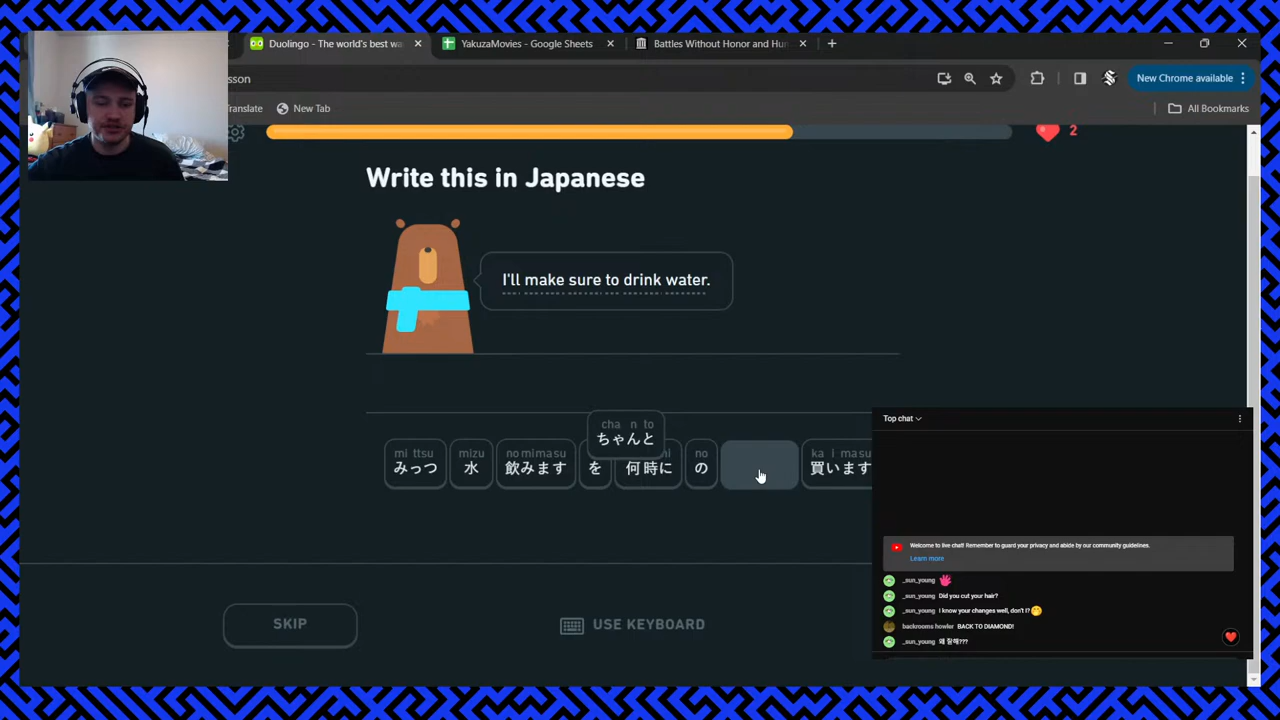 Duolingo - The world's best wa
YakuzaMovies - Google Sheets
Battles Without Honor and Hun
sson
New Chrome available
Translate
New Tab
All Bookmarks
2
Write this in Japanese
I'll make sure to drink water.
cha n to
ちゃんと
mi ttsu
みっつ
mizu
水
nomimasu
飲みます
を
何時に
no
の
ka i masu
買います
SKIP
USE KEYBOARD
Top chat
Welcome to live chat! Remember to guard your privacy and abide by our community guidelines.
Learn more
_sun_young
_sun_young Did you cut your hair?
_sun_young I know your changes well, don't I?
backrooms howler BACK TO DIAMOND!
_sun_young 왜 잘해???